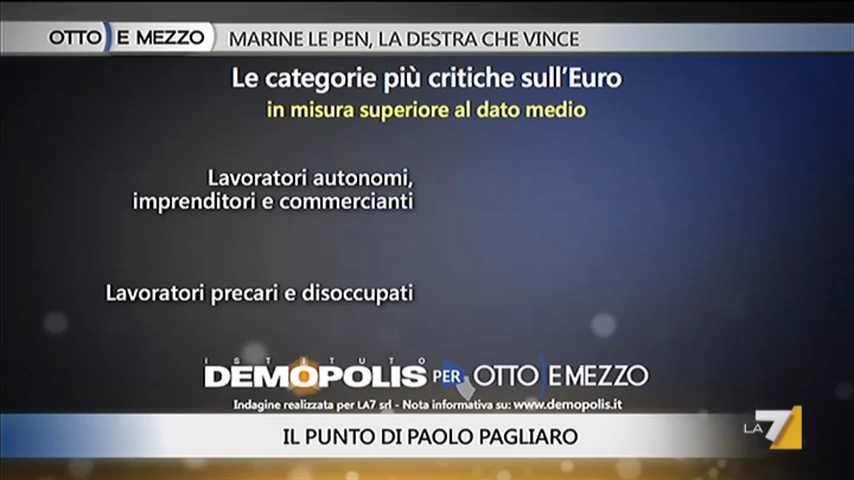 OTTO E MEZZO MARINE LE PEN, LA DESTRA CHE VINCE
Le categorie più critiche sull'Euro
in misura superiore al dato medio
Lavoratori autonomi,
imprenditori e commercianti
Lavoratori precari e disoccupati
ISTITUTO
DEMOPOLIS PER OTTO E MEZZO
Indagine realizzata per LA7 srl - Nota informativa su: www.demopolis.it
IL PUNTO DI PAOLO PAGLIARO
LA7